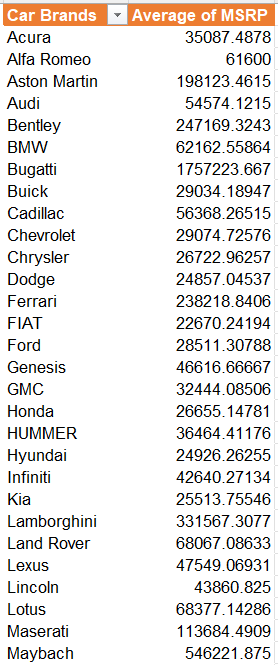 Car Brands Average of MSRP
Acura 35087.4878
Alfa Romeo 61600
Aston Martin 198123.4615
Audi 54574.1215
Bentley 247169.3243
BMW 62162.55864
Bugatti 1757223.667
Buick 29034.18947
Cadillac 56368.26515
Chevrolet 29074.72576
Chrysler 26722.96257
Dodge 24857.04537
Ferrari 238218.8406
FIAT 22670.24194
Ford 28511.30788
Genesis 46616.66667
GMC 32444.08506
Honda 26655.14781
HUMMER 36464.41176
Hyundai 24926.26255
Infiniti 42640.27134
Kia 25513.75546
Lamborghini 331567.3077
Land Rover 68067.08633
Lexus 47549.06931
Lincoln 43860.825
Lotus 68377.14286
Maserati 113684.4909
Maybach 546221.875